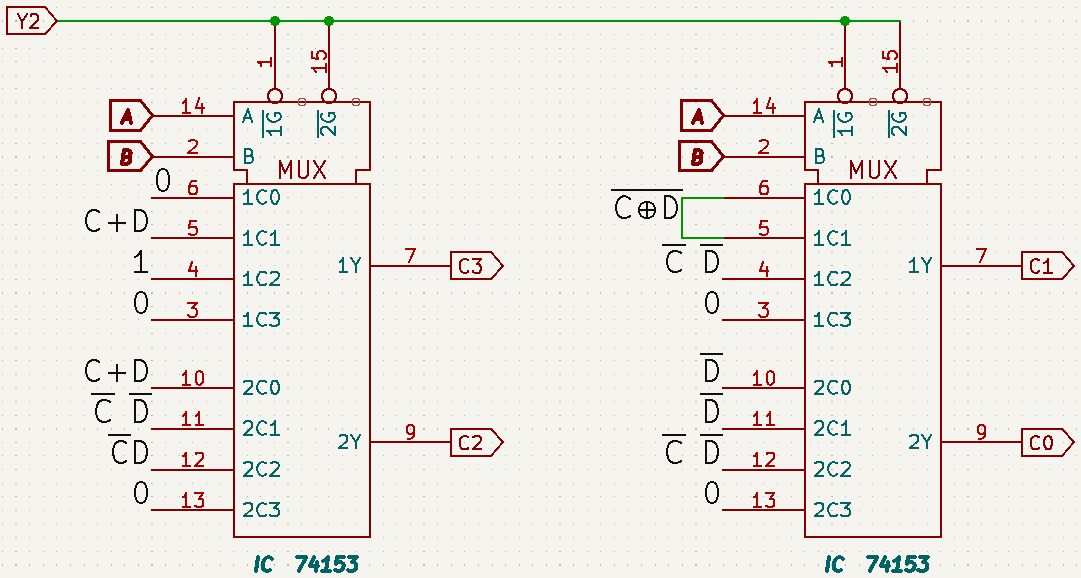 Y2
1 15 1 15
A 14 A 1G 2G A 14 A 1G 2G
B 2 B B 2 B
MUX MUX
0 6 1C0 C⊕D 6 1C0
C+D 5 1C1 5 1C1
1 4 1C2 1Y 7 C3 C̅ D̅ 4 1C2 1Y 7 C1
0 3 1C3 0 3 1C3
C+D 10 2C0 D̅ 10 2C0
C̅ D̅ 11 2C1 2Y 9 C2 D̅ 11 2C1 2Y 9 C0
C̅D 12 2C2 C̅ D̅ 12 2C2
0 13 2C3 0 13 2C3
IC 74153 IC 74153